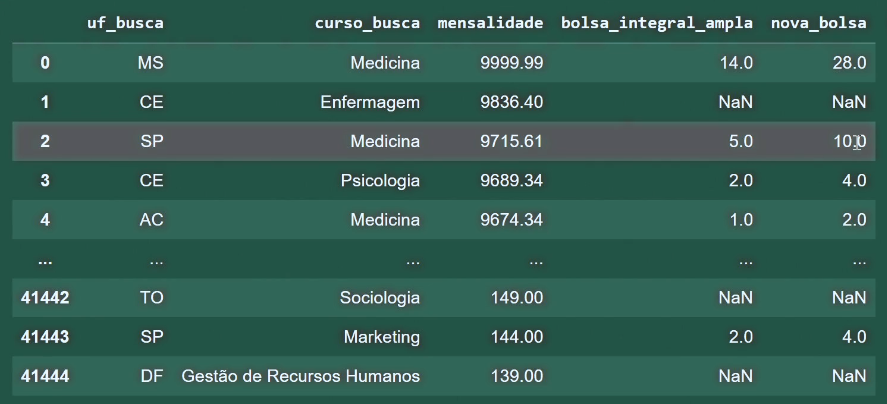 uf_busca curso_busca mensalidade bolsa_integral_ampla nova_bolsa
0 MS Medicina 9999.99 14.0 28.0
1 CE Enfermagem 9836.40 NaN NaN
2 SP Medicina 9715.61 5.0 10.0
3 CE Psicologia 9689.34 2.0 4.0
4 AC Medicina 9674.34 1.0 2.0
... ... ... ... ... ...
41442 TO Sociologia 149.00 NaN NaN
41443 SP Marketing 144.00 2.0 4.0
41444 DF Gestão de Recursos Humanos 139.00 NaN NaN